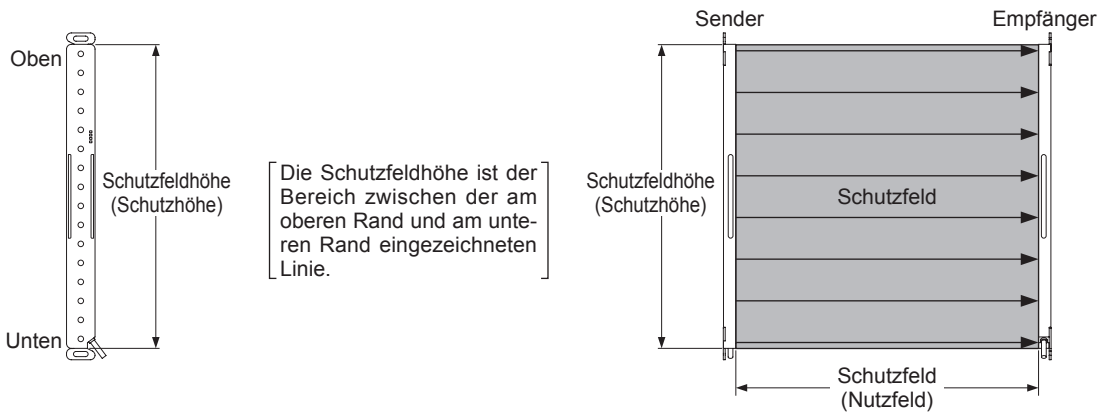 Oben
Schutzfeldhöhe
(Schutzhöhe)
Unten
Die Schutzfeldhöhe ist der
Bereich zwischen der am
oberen Rand und am unte-
ren Rand eingezeichneten
Linie.
Sender
Empfänger
Schutzfeldhöhe
(Schutzhöhe)
Schutzfeld
Schutzfeld
(Nutzfeld)